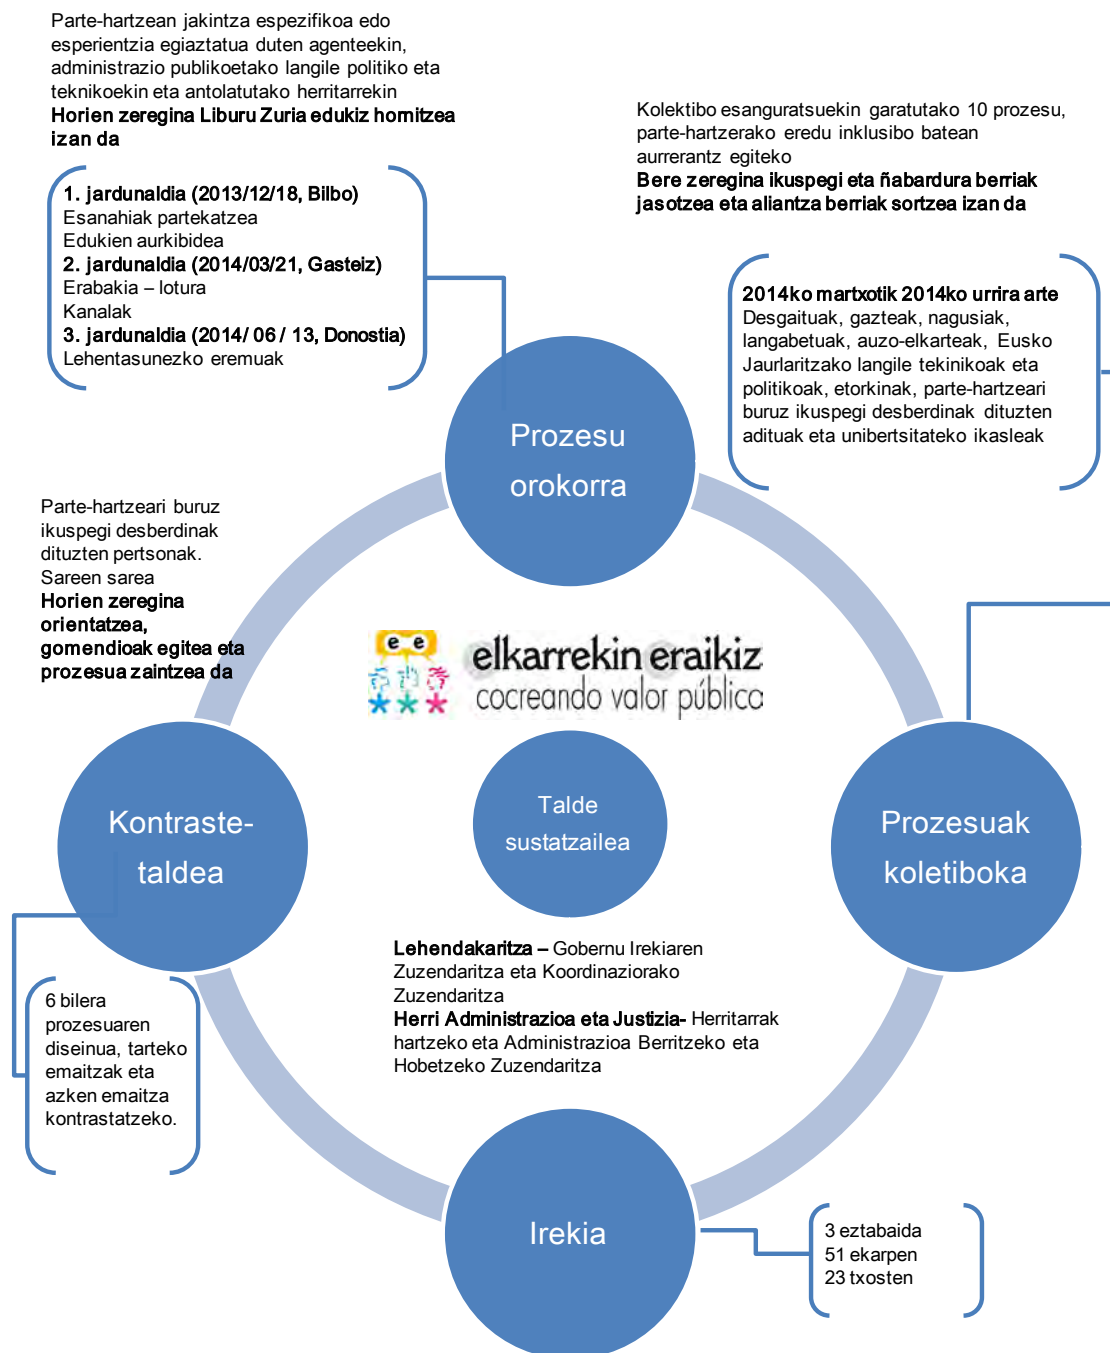 Parte-hartzean jakintza espezifikoa edo
esperientzia egiaztatua duten agenteekin,
administrazio publikoetako langile politiko eta
teknikoekin eta antolatutako herritarrekin
Horien zeregina Liburu Zuria edukiz hornitzea
izan da
1. jardunaldia (2013/12/18, Bilbo)
Esanahiak partekatzea
Edukien aurkibidea
2. jardunaldia (2014/03/21, Gasteiz)
Erabakia – lotura
Kanalak
3. jardunaldia (2014/ 06 / 13, Donostia)
Lehentasunezko eremuak
Kolektibo esanguratsuekin garatutako 10 prozesu,
parte-hartzerako eredu inklusibo batean
aurrerantz egiteko
Bere zeregina ikuspegi eta ñabardura berriak
jasotzea eta aliantza berriak sortzea izan da
2014ko martxotik 2014ko urrira arte
Desgaituak, gazteak, nagusiak,
langabetuak, auzo-elkarteak, Eusko
Jaurlaritzako langile tekinikoak eta
politikoak, etorkinak, parte-hartzeari
buruz ikuspegi desberdinak dituzten
adituak eta unibertsitateko ikasleak
Prozesu
orokorra
Parte-hartzeari buruz
ikuspegi desberdinak
dituzten pertsonak.
Sareen sarea
Horien zeregina
orientatzea,
gomendioak egitea eta
prozesua zaintzea da
e e
elkarrekin eraikiz
cocreando valor público
Kontraste-
taldea
Talde
sustatzailea
Prozesuak
koletiboka
Lehendakaritza – Gobernu Irekiaren
Zuzendaritza eta Koordinaziorako
Zuzendaritza
Herri Administrazioa eta Justizia- Herritarrak
hartzeko eta Administrazioa Berritzeko eta
Hobetzeko Zuzendaritza
6 bilera
prozesuaren
diseinua, tarteko
emaitzak eta
azken emaitza
kontrastatzeko.
Irekia
3 eztabaida
51 ekarpen
23 txosten